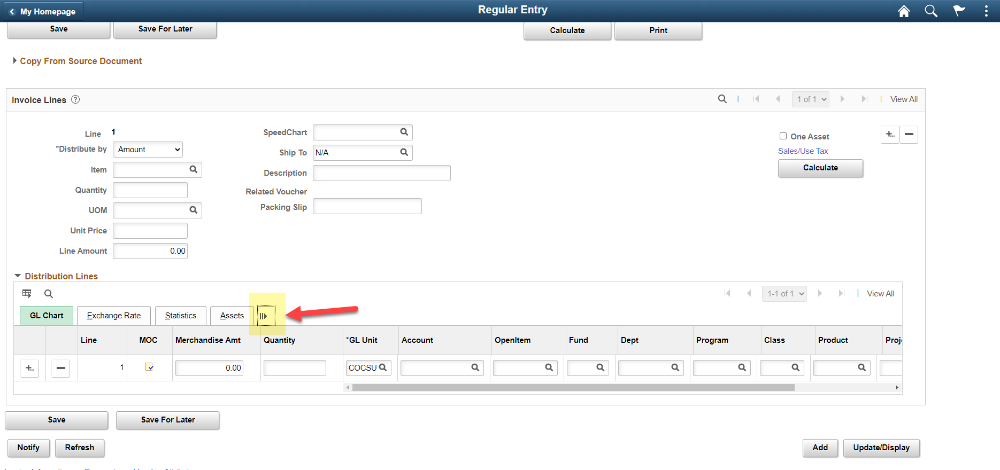 My Homepage
Regular Entry
Save
Save For Later
Calculate
Print
Copy From Source Document
Invoice Lines
1 of 1
View All
Line 1
*Distribute by Amount
Item
Quantity
UOM
Unit Price
Line Amount 0.00
SpeedChart
Ship To N/A
Description
Related Voucher
Packing Slip
One Asset
Sales/Use Tax
Calculate
Distribution Lines
1-1 of 1
View All
GL Chart
Exchange Rate
Statistics
Assets
Line MOC Merchandise Amt Quantity *GL Unit Account OpenItem Fund Dept Program Class Product
1 0.00 COCSU
Save
Save For Later
Notify
Refresh
Add
Update/Display